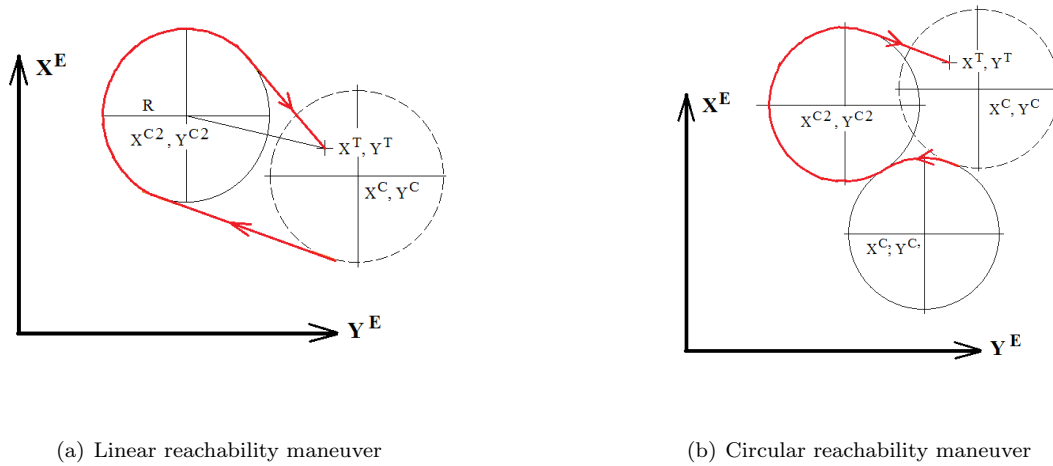 X^E
R
X^C2, Y^C2
X^T, Y^T
X^C, Y^C
Y^E
(a) Linear reachability maneuver
X^E
X^T, Y^T
X^C, Y^C
X^C2, Y^C2
X^C, Y^C,
Y^E
(b) Circular reachability maneuver